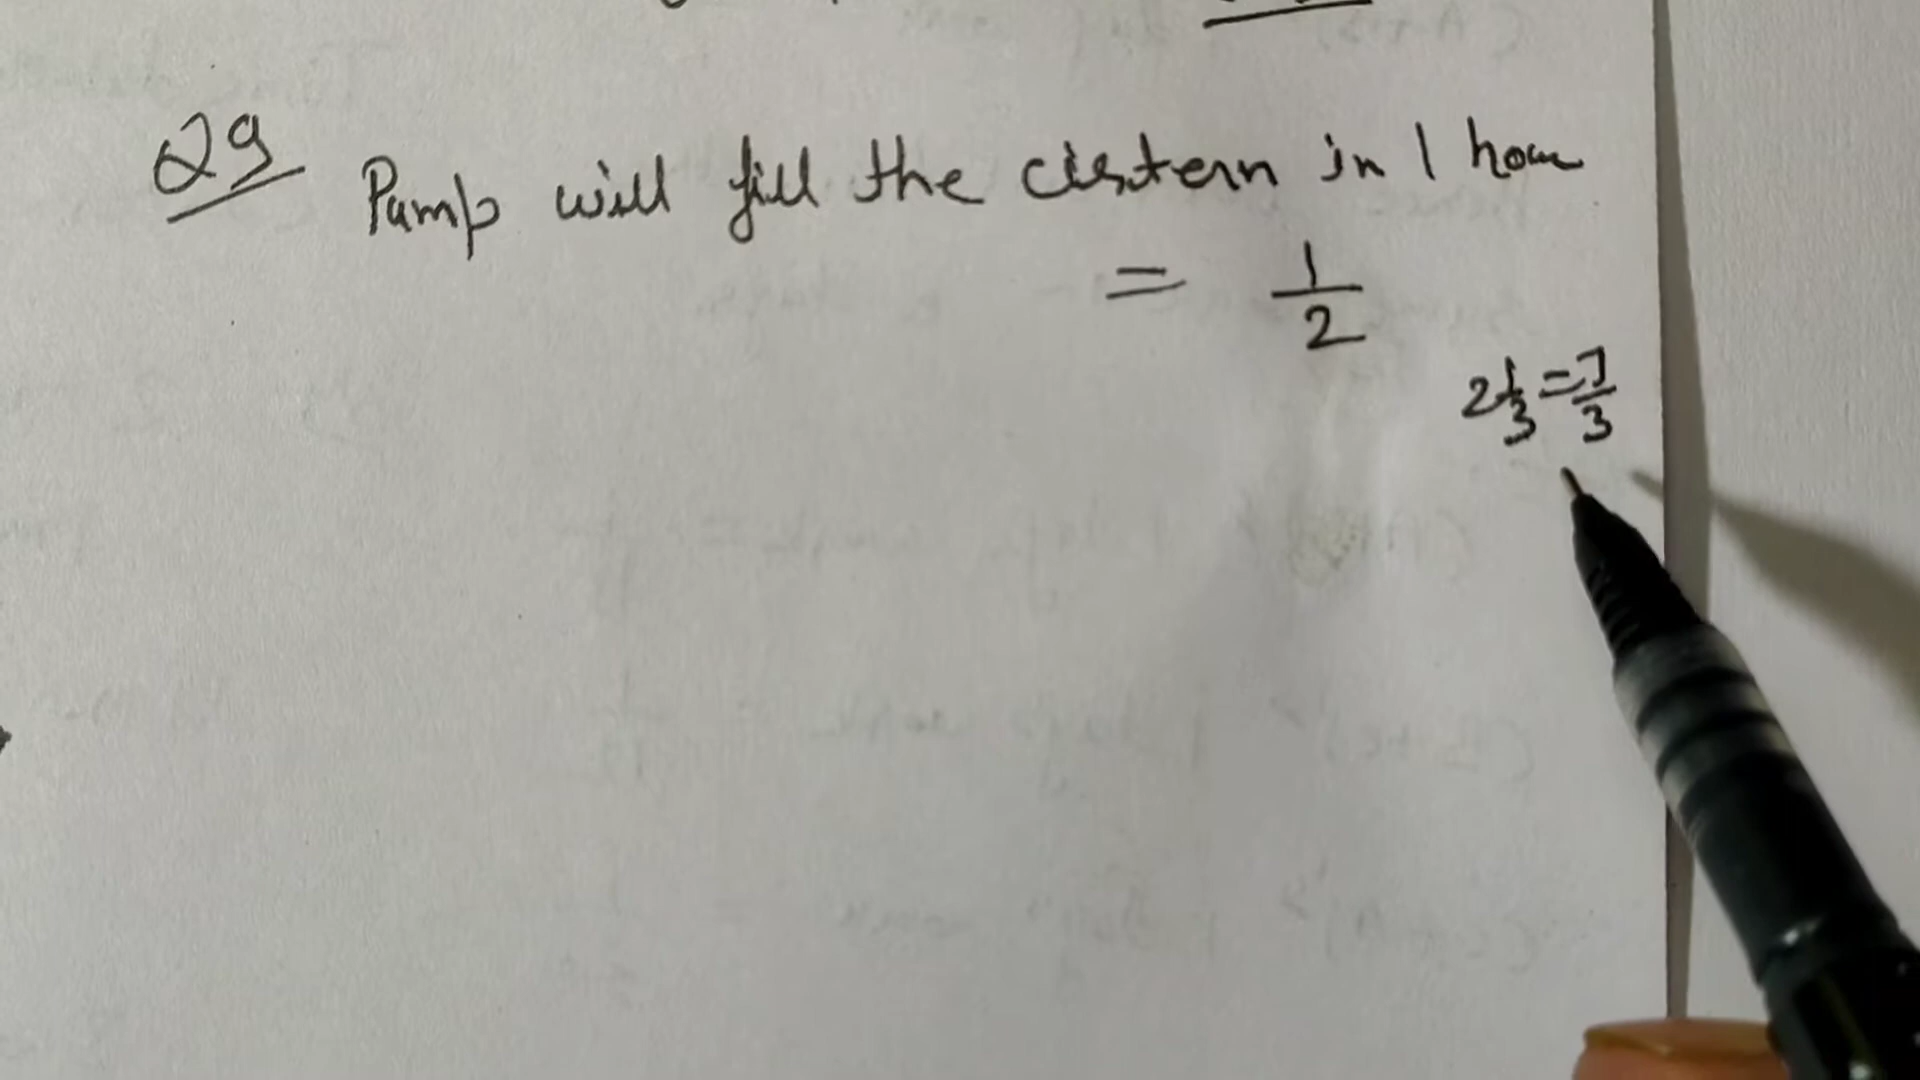 Q9 Pump will fill the cistern in 1 hour
= 1/2
2 1/3 = 7/3